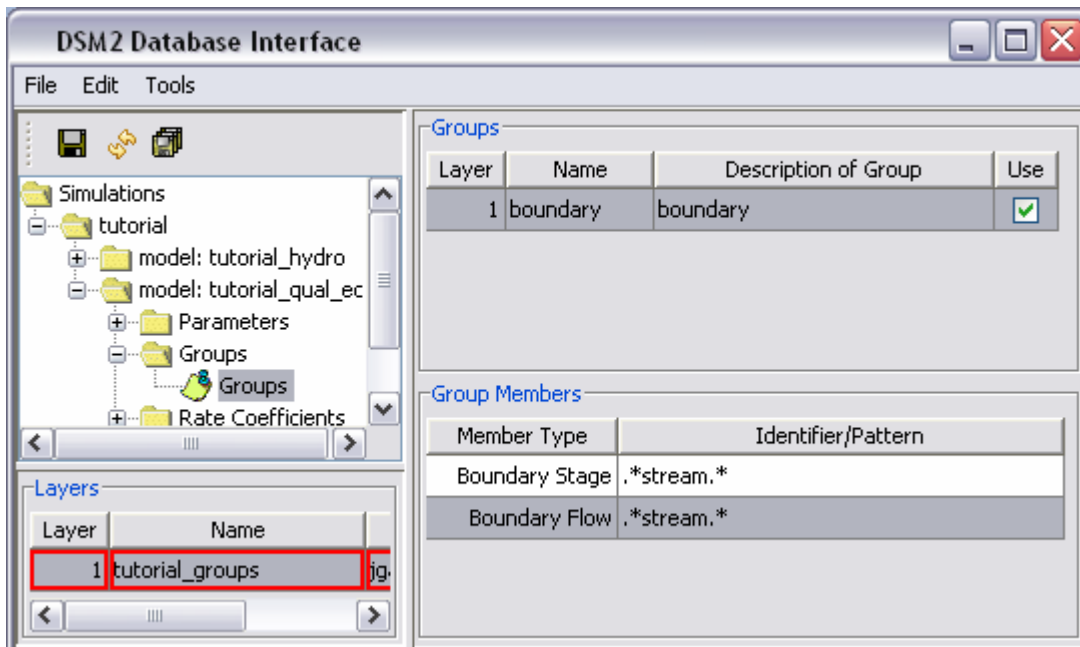 DSM2 Database Interface
File Edit Tools
Simulations
tutorial
model: tutorial_hydro
model: tutorial_qual_ec
Parameters
Groups
Groups
Rate Coefficients
Layers
Layer Name
1 tutorial_groups
Groups
Layer Name Description of Group Use
1 boundary boundary
Group Members
Member Type Identifier/Pattern
Boundary Stage .*stream.*
Boundary Flow .*stream.*